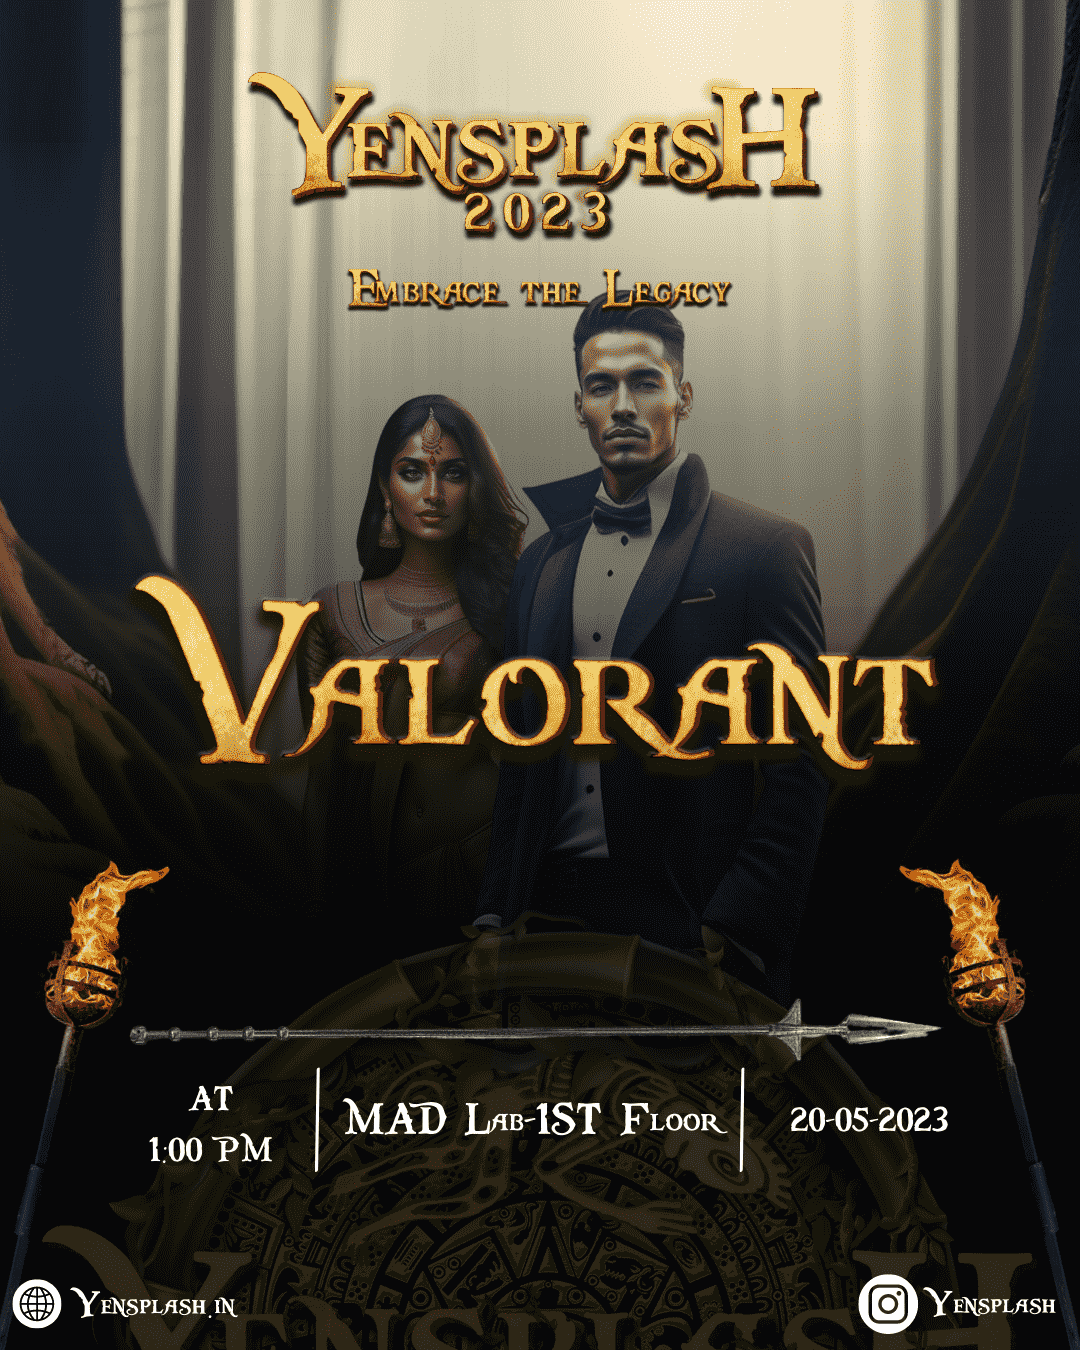 Yensplash
2023
Embrace the Legacy
Valorant
AT
1:00 PM
MAD Lab-1ST Floor
20-05-2023
Yensplash.in
Yensplash
Yensplash